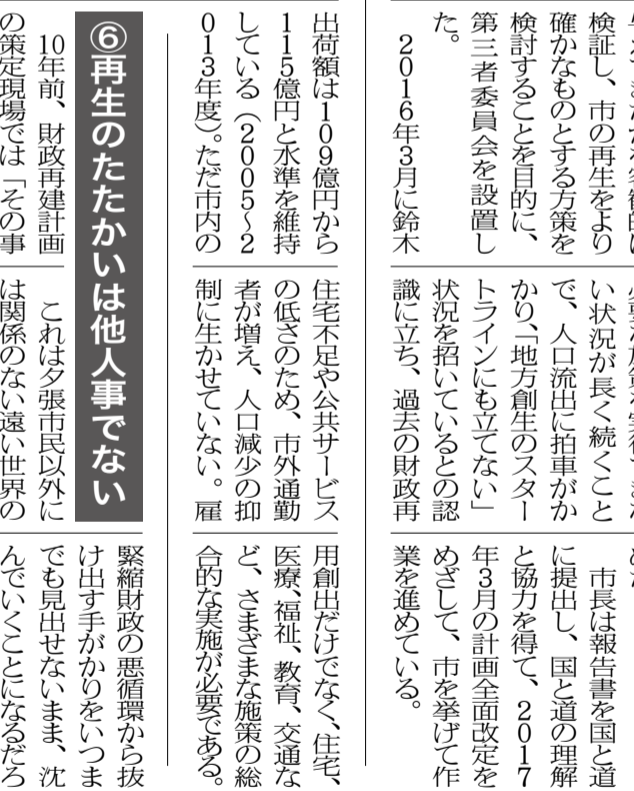 検証し、市の再生をより
確かなものとする方策を
検討することを目的に、
第三者委員会を設置し
た。
２０１６年３月に鈴木
い状況が長く続くこと
で、人口流出に拍車がか
かり、「地方創生のスター
トラインにも立てない」
状況を招いているとの認
識に立ち、過去の財政再
市長は報告書を国と道
に提出し、国と道の理解
と協力を得て、２０１７
年３月の計画全面改定を
めざして、市を挙げて作
業を進めている。
出荷額は１０９億円から
１１５億円と水準を維持
している（２００５〜２
０１３年度）。ただ市内の
住宅不足や公共サービス
の低さのため、市外通勤
者が増え、人口減少の抑
制に生かせていない。雇
用創出だけでなく、住宅、
医療、福祉、教育、交通な
ど、さまざまな施策の総
合的な実施が必要である。
⑥再生のたたかいは他人事でない
10年前、財政再建計画
の策定現場では「その事
これは夕張市民以外に
は関係のない遠い世界の
緊縮財政の悪循環から抜
け出す手がかりをいつま
でも見出せないまま、沈
んでいくことになるだろ